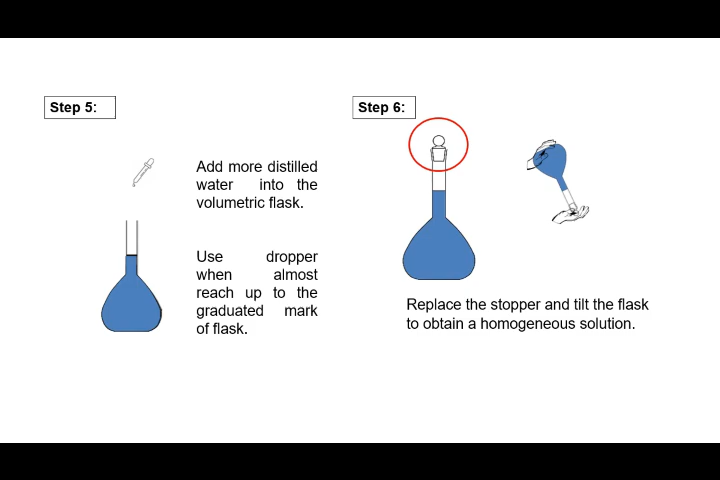 Step 5:
Add more distilled
water into the
volumetric flask.
Use dropper
when almost
reach up to the
graduated mark
of flask.
Step 6:
Replace the stopper and tilt the flask
to obtain a homogeneous solution.